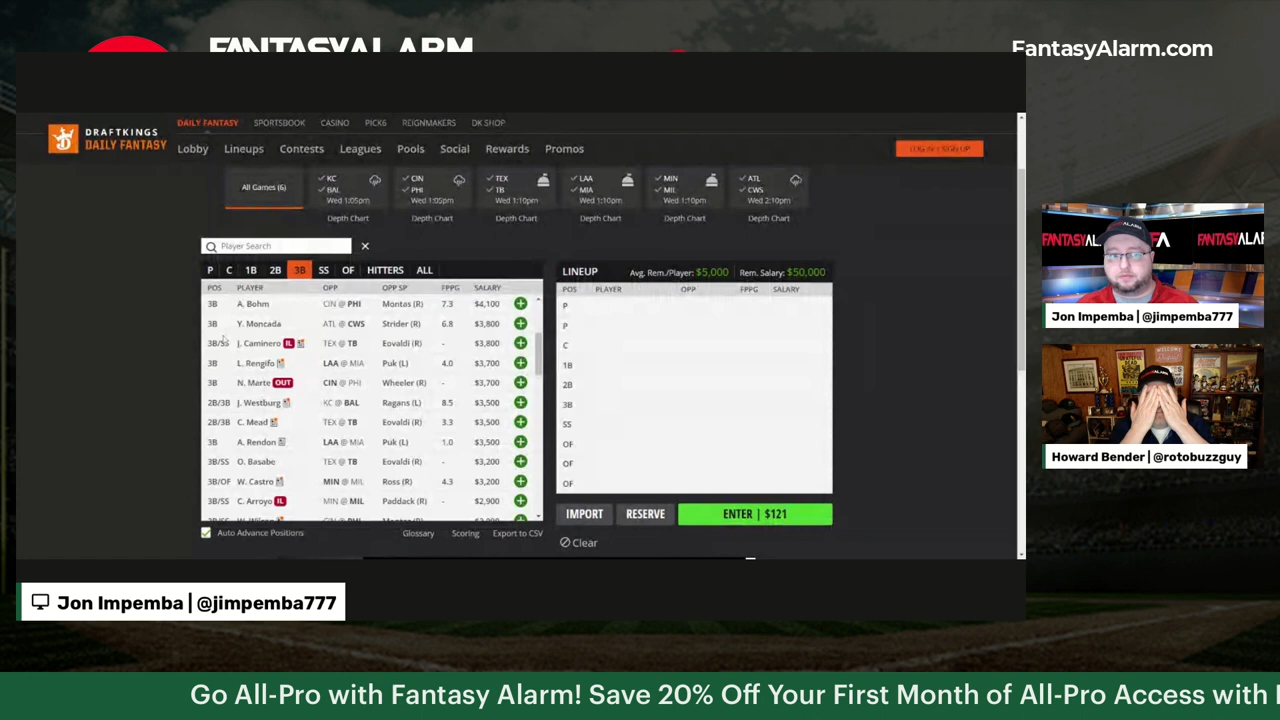 FANTASYALARM
FantasyAlarm.com
DRAFTKINGS
DAILY FANTASY
DAILY FANTASY SPORTSBOOK CASINO PICK6 REIGNMAKERS DK SHOP
Lobby Lineups Contests Leagues Pools Social Rewards Promos
LOG IN / SIGN UP
All Games (6)
KC
BAL
Wed 1:05pm
Depth Chart
CIN
PHI
Wed 1:05pm
Depth Chart
TEX
TB
Wed 1:10pm
Depth Chart
LAA
MIA
Wed 1:10pm
Depth Chart
MIN
MIL
Wed 1:10pm
Depth Chart
ATL
CWS
Wed 2:10pm
Depth Chart
Player Search
P C 1B 2B 3B SS OF HITTERS ALL
POS PLAYER OPP OPP SP FPPG SALARY
3B A. Bohm CIN @ PHI Montas (R) 7.3 $4,100
3B Y. Moncada ATL @ CWS Strider (R) 6.8 $3,800
3B/SS J. Caminero IL TEX @ TB Eovaldi (R) - $3,800
3B L. Rengifo LAA @ MIA Puk (L) 4.0 $3,700
3B N. Marte OUT CIN @ PHI Wheeler (R) - $3,700
2B/3B J. Westburg KC @ BAL Ragans (L) 8.5 $3,500
2B/3B C. Mead TEX @ TB Eovaldi (R) 3.3 $3,500
3B A. Rendon LAA @ MIA Puk (L) 1.0 $3,500
3B/SS O. Basabe TEX @ TB Eovaldi (R) - $3,200
3B/OF W. Castro MIN @ MIL Ross (R) 4.3 $3,200
3B/SS C. Arroyo IL MIN @ MIL Paddack (R) - $2,900
Auto Advance Positions Glossary Scoring Export to CSV
LINEUP Avg. Rem./Player: $5,000 Rem. Salary: $50,000
POS PLAYER OPP FPPG SALARY
P
P
C
1B
2B
3B
SS
OF
OF
OF
IMPORT RESERVE ENTER | $121
Clear
Jon Impemba | @jimpemba777
Howard Bender | @rotobuzzguy
Jon Impemba | @jimpemba777
Go All-Pro with Fantasy Alarm! Save 20% Off Your First Month of All-Pro Access with